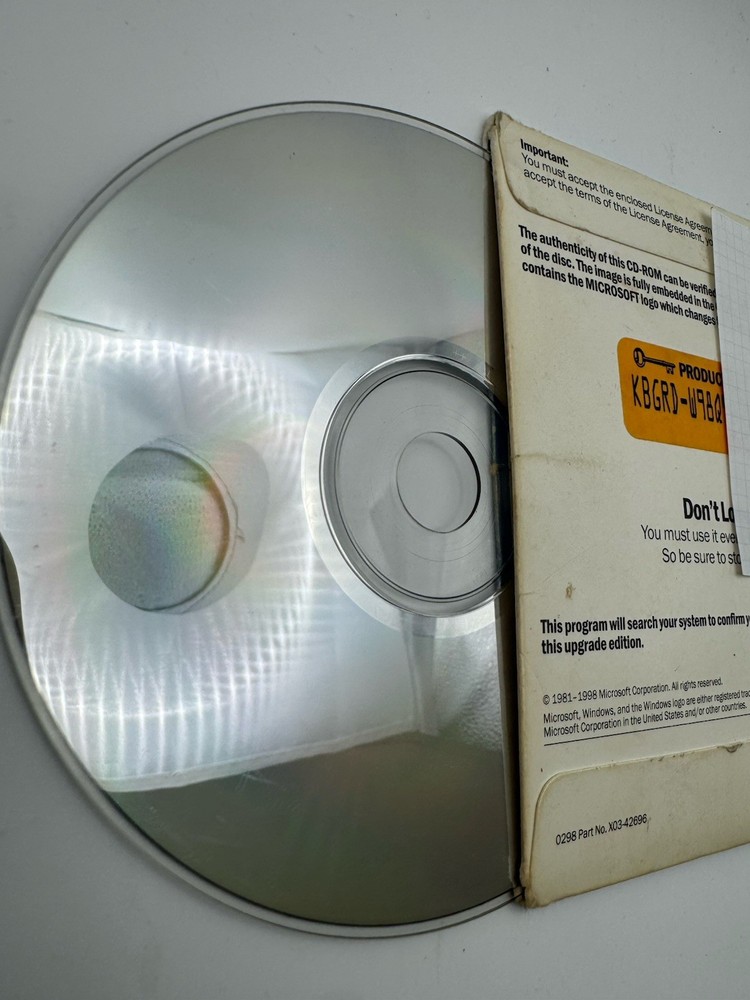 Important:
You must accept the enclosed License Agreem
accept the terms of the License Agreement, yo
The authenticity of this CD-ROM can be verified
of the disc. The image is fully embedded in the
contains the MICROSOFT logo which changes
PRODUC
KBGRD-W98Q
Don't Lo
You must use it eve
So be sure to sto
This program will search your system to confirm y
this upgrade edition.
© 1981–1998 Microsoft Corporation. All rights reserved.
Microsoft, Windows, and the Windows logo are either registered trad
Microsoft Corporation in the United States and/or other countries.
0298 Part No. X03-42696